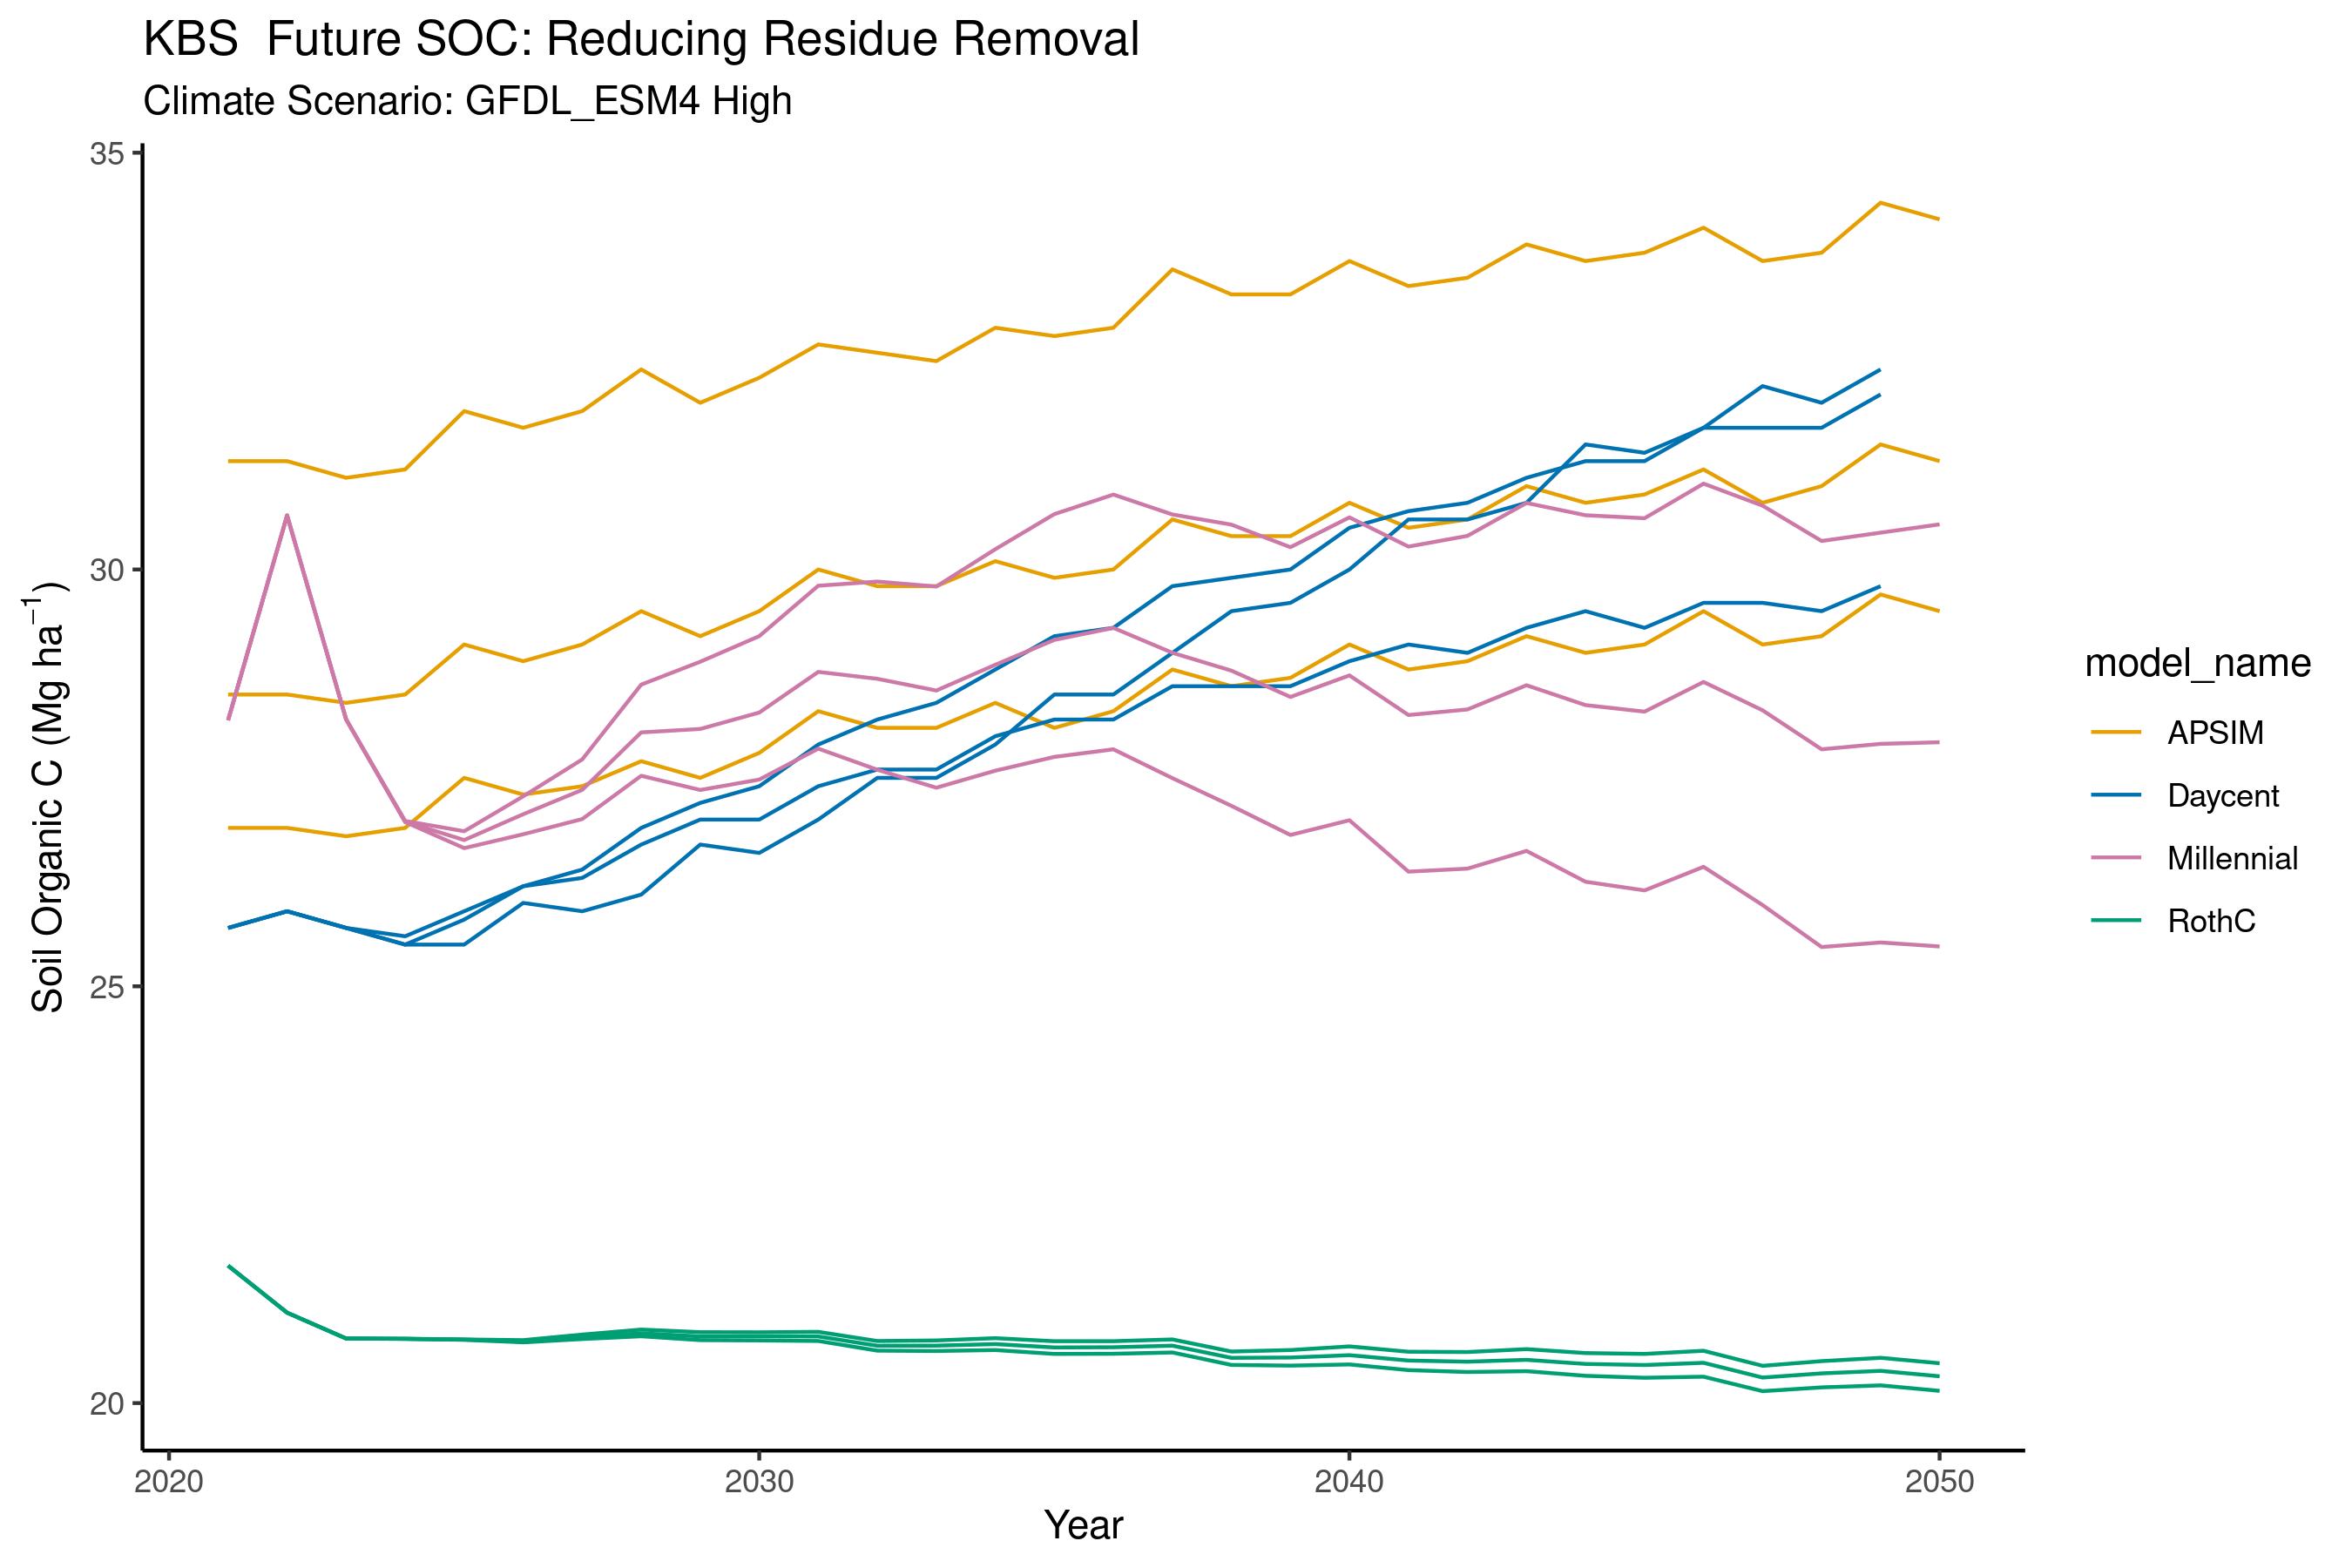 KBS  Future SOC: Reducing Residue Removal
Climate Scenario: GFDL_ESM4 High
35
30
25
20
Soil Organic C (Mg ha⁻¹)
2020
2030
2040
2050
Year
model_name
APSIM
Daycent
Millennial
RothC